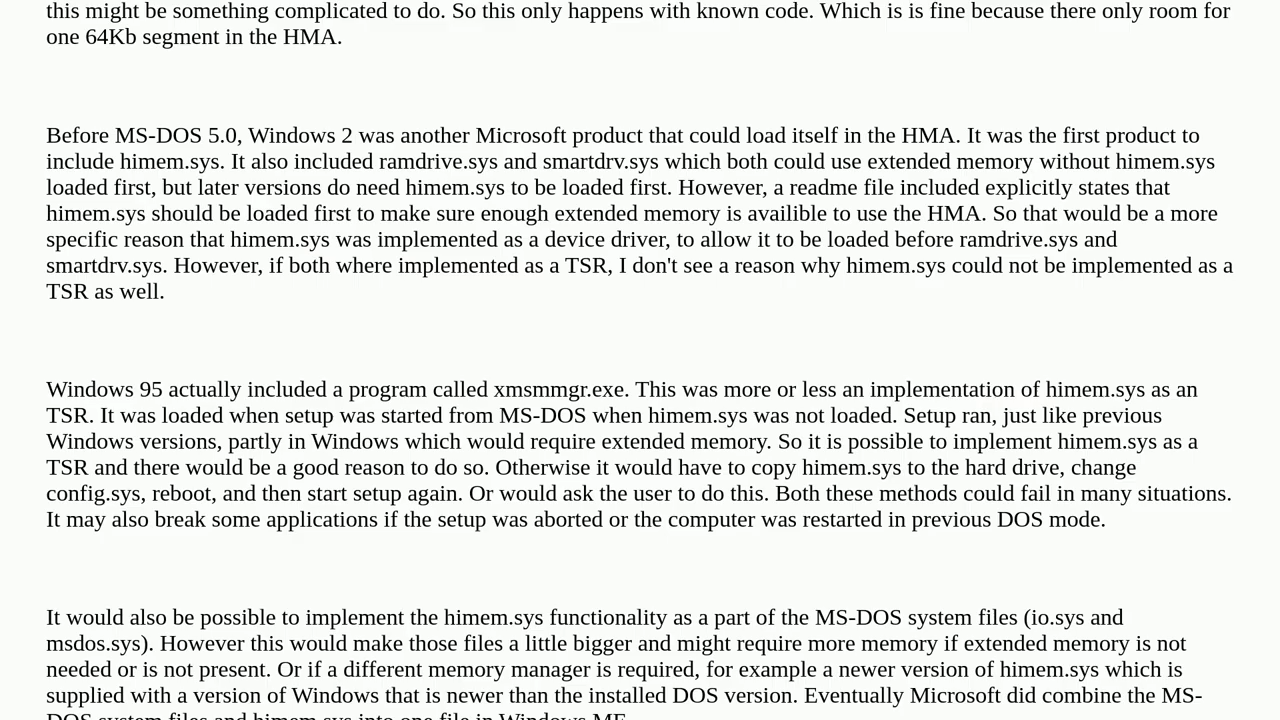 this might be something complicated to do. So this only happens with known code. Which is is fine because there only room for
one 64Kb segment in the HMA.
Before MS-DOS 5.0, Windows 2 was another Microsoft product that could load itself in the HMA. It was the first product to
include himem.sys. It also included ramdrive.sys and smartdrv.sys which both could use extended memory without himem.sys
loaded first, but later versions do need himem.sys to be loaded first. However, a readme file included explicitly states that
himem.sys should be loaded first to make sure enough extended memory is availible to use the HMA. So that would be a more
specific reason that himem.sys was implemented as a device driver, to allow it to be loaded before ramdrive.sys and
smartdrv.sys. However, if both where implemented as a TSR, I don't see a reason why himem.sys could not be implemented as a
TSR as well.
Windows 95 actually included a program called xmsmmgr.exe. This was more or less an implementation of himem.sys as an
TSR. It was loaded when setup was started from MS-DOS when himem.sys was not loaded. Setup ran, just like previous
Windows versions, partly in Windows which would require extended memory. So it is possible to implement himem.sys as a
TSR and there would be a good reason to do so. Otherwise it would have to copy himem.sys to the hard drive, change
config.sys, reboot, and then start setup again. Or would ask the user to do this. Both these methods could fail in many situations.
It may also break some applications if the setup was aborted or the computer was restarted in previous DOS mode.
It would also be possible to implement the himem.sys functionality as a part of the MS-DOS system files (io.sys and
msdos.sys). However this would make those files a little bigger and might require more memory if extended memory is not
needed or is not present. Or if a different memory manager is required, for example a newer version of himem.sys which is
supplied with a version of Windows that is newer than the installed DOS version. Eventually Microsoft did combine the MS-
DOS system files and himem.sys into one file in Windows ME.